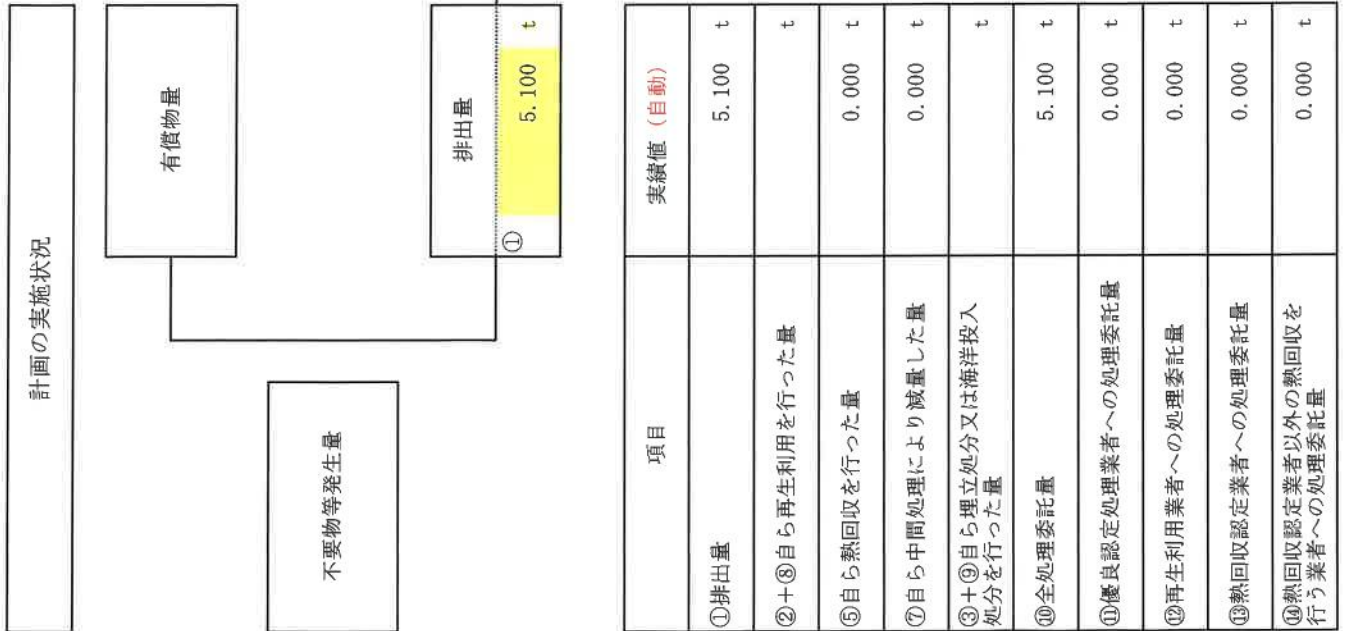 計画の実施状況
有償物量
不要物等発生量
排出量
① 5.100 t
項目 実績値（自動）
①排出量 5.100 t
②＋⑧自ら再生利用を行った量 t
⑤自ら熱回収を行った量 0.000 t
⑦自ら中間処理により減量した量 0.000 t
③＋⑨自ら埋立処分又は海洋投入
処分を行った量 t
⑩全処理委託量 5.100 t
⑪優良認定処理業者への処理委託量 0.000 t
⑫再生利用業者への処理委託量 0.000 t
⑬熱回収認定業者への処理委託量 0.000 t
⑭熱回収認定業者以外の熱回収を
行う業者への処理委託量 0.000 t